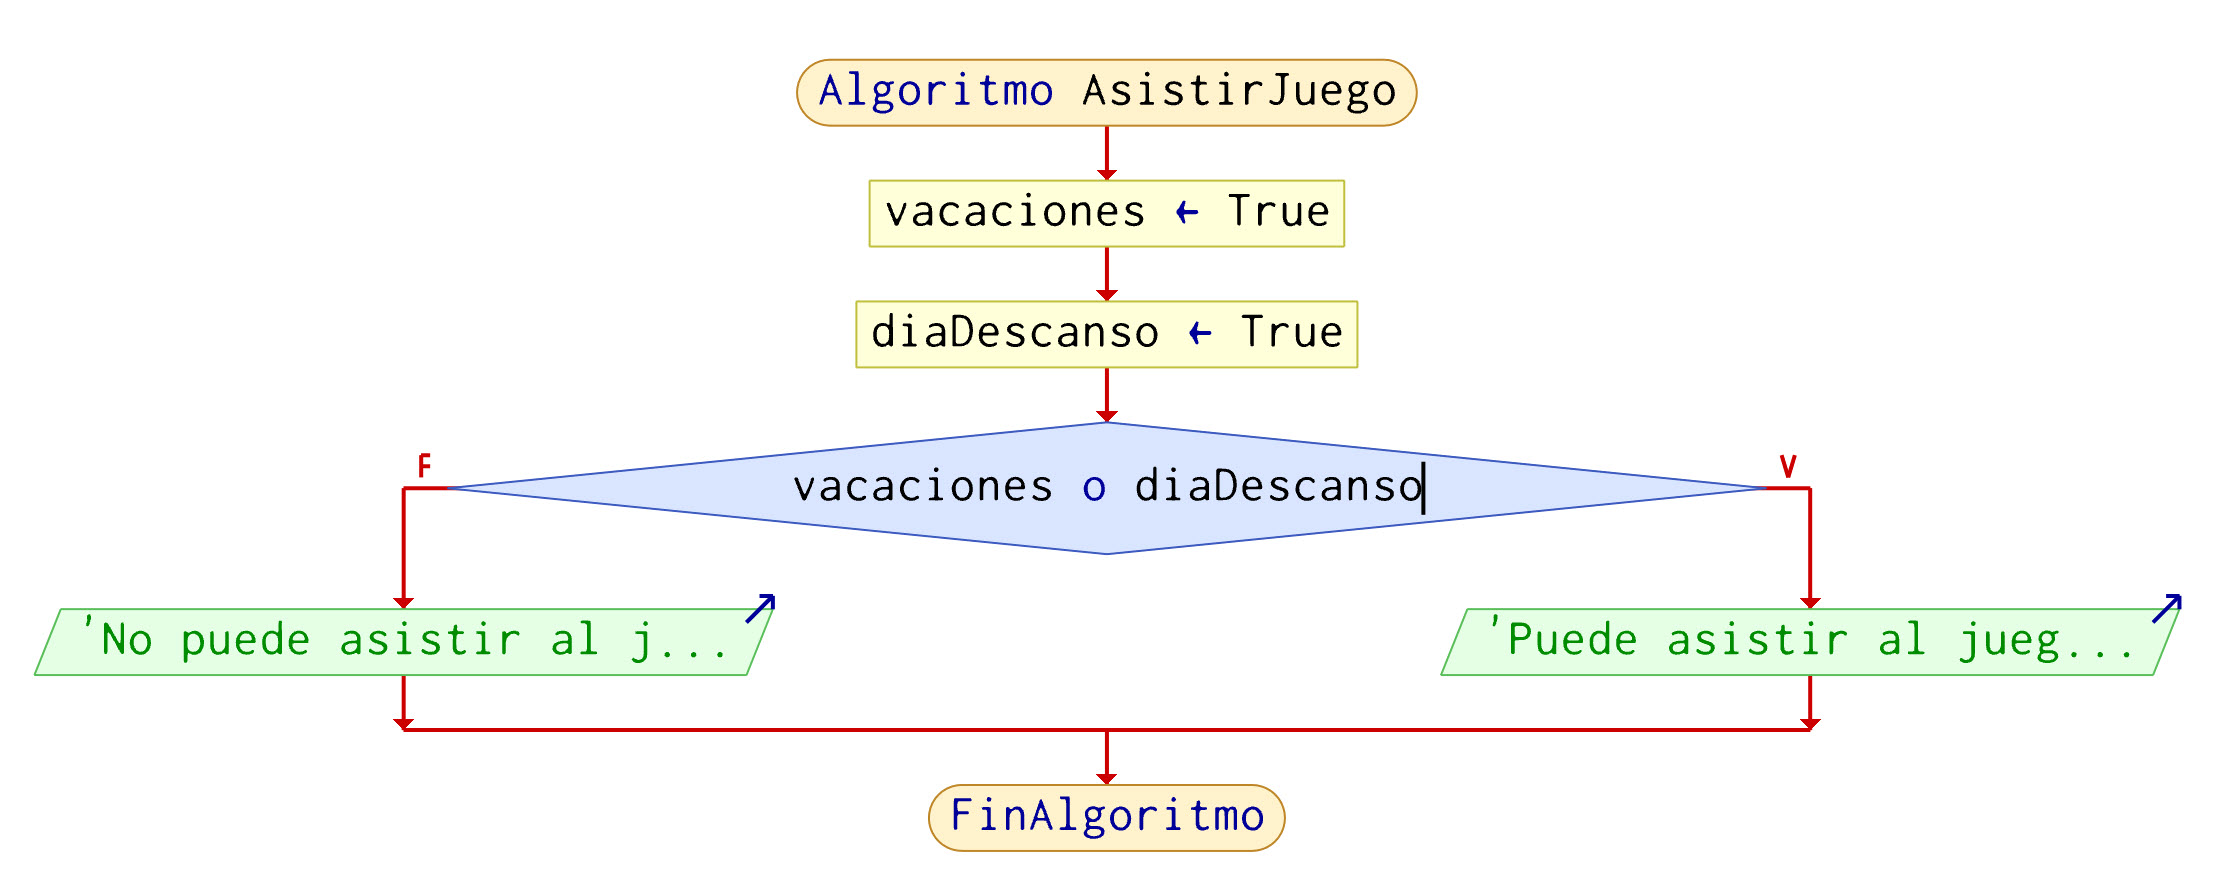 Algoritmo AsistirJuego
vacaciones ← True
diaDescanso ← True
F
V
vacaciones o diaDescanso
'No puede asistir al j...
'Puede asistir al jueg...
FinAlgoritmo